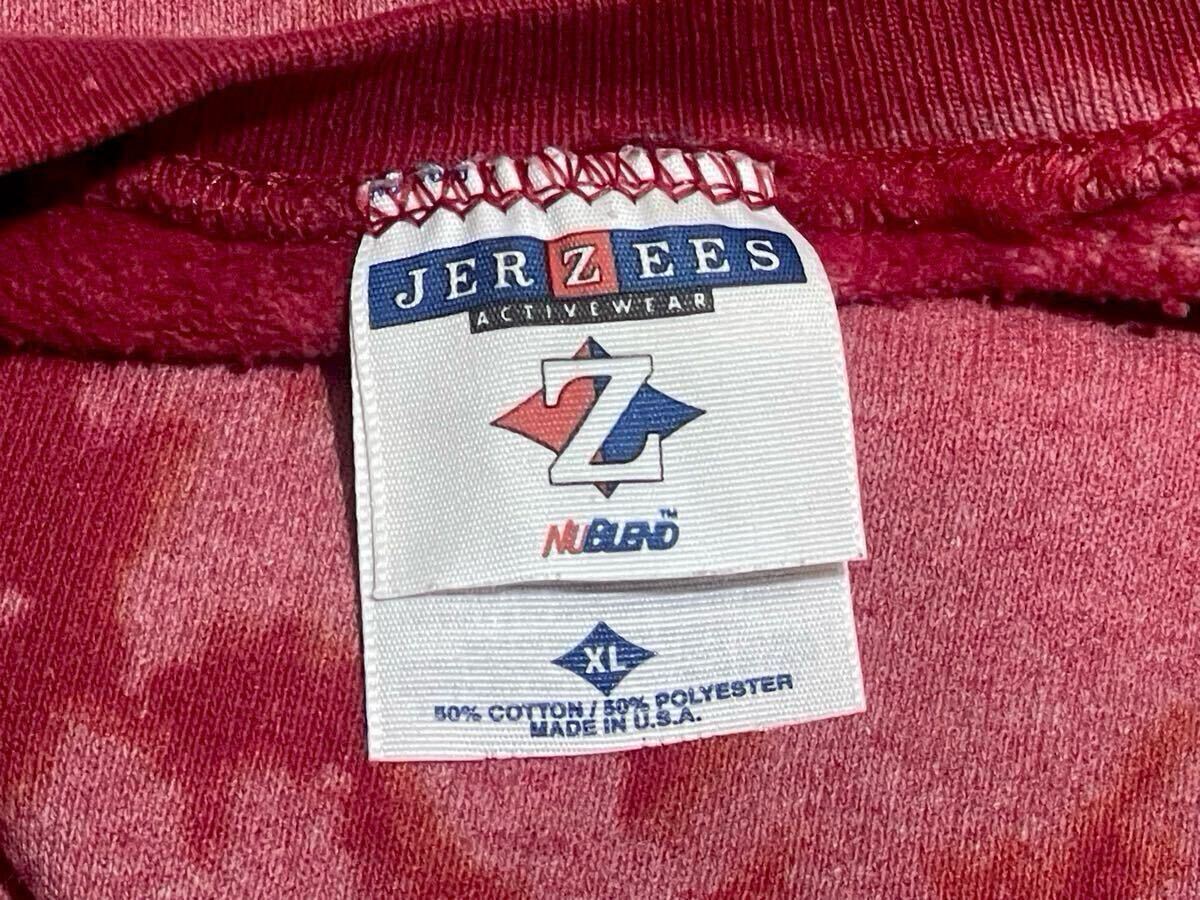 JERZEES
ACTIVEWEAR
Z
NUBLEND™
XL
50% COTTON / 50% POLYESTER
MADE IN U.S.A.